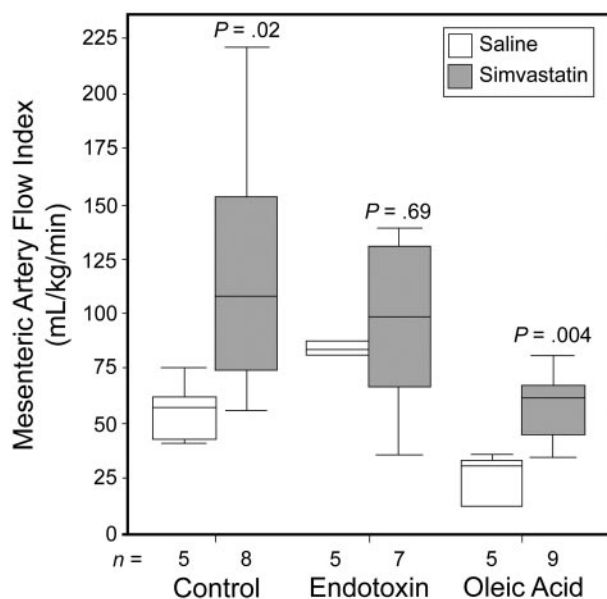 Mesenteric Artery Flow Index
(mL/kg/min)
225
200
175
150
125
100
75
50
25
0
P = .02
P = .69
P = .004
Saline
Simvastatin
n = 5 8 5 7 5 9
Control Endotoxin Oleic Acid